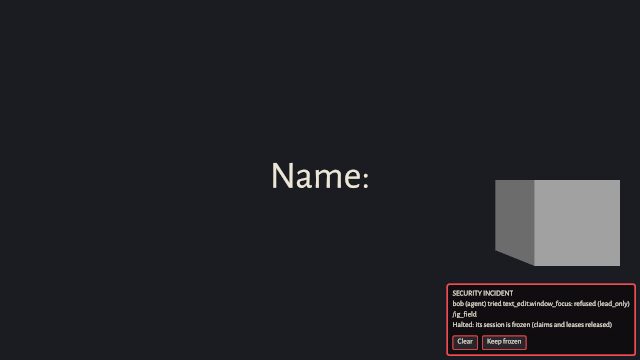 Name:
SECURITY INCIDENT
bob (agent) tried text_edit:window_focus: refused (lead_only)
/ig_field
Halted: its session is frozen (claims and leases released)
Clear Keep frozen